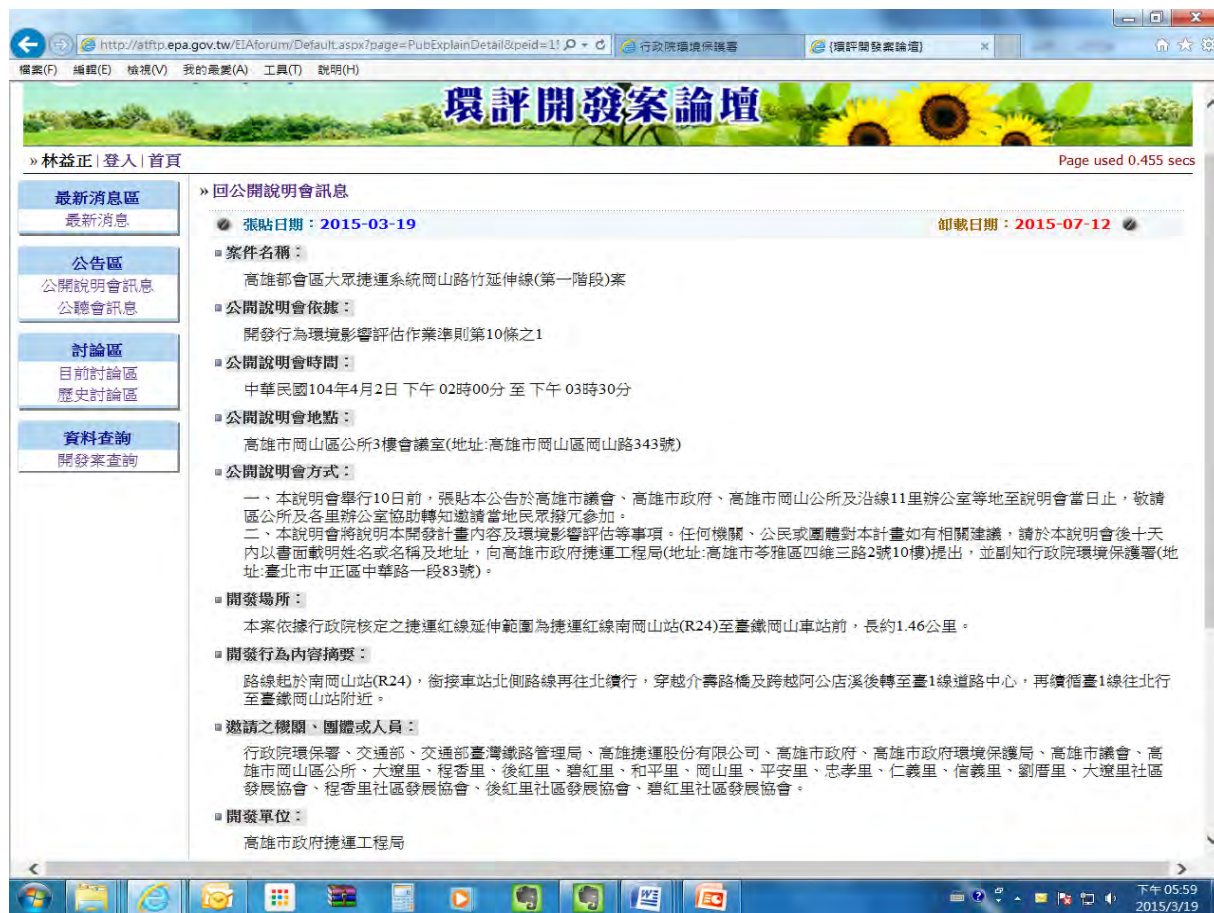 http://atftp.epa.gov.tw/EIAforum/Default.aspx?page=PubExplainDetail&peid=1!
行政院環境保護署
{環評開發案論壇}
檔案(F) 編輯(E) 檢視(V) 我的最愛(A) 工具(T) 說明(H)
環評開發案論壇
» 林益正 | 登入 | 首頁
Page used 0.455 secs
最新消息區
最新消息
公告區
公開說明會訊息
公聽會訊息
討論區
目前討論區
歷史討論區
資料查詢
開發案查詢
» 回公開說明會訊息
張貼日期：2015-03-19
卸載日期：2015-07-12
案件名稱：
高雄都會區大眾捷運系統岡山路竹延伸線(第一階段)案
公開說明會依據：
開發行為環境影響評估作業準則第10條之1
公開說明會時間：
中華民國104年4月2日 下午 02時00分 至 下午 03時30分
公開說明會地點：
高雄市岡山區公所3樓會議室(地址:高雄市岡山區岡山路343號)
公開說明會方式：
一、本說明會舉行10日前，張貼本公告於高雄市議會、高雄市政府、高雄市岡山公所及沿線11里辦公室等地至說明會當日止，敬請
區公所及各里辦公室協助轉知邀請當地民眾撥冗參加。
二、本說明會將說明本開發計畫內容及環境影響評估等事項。任何機關、公民或團體對本計畫如有相關建議，請於本說明會後十天
內以書面載明姓名或名稱及地址，向高雄市政府捷運工程局(地址:高雄市苓雅區四維三路2號10樓)提出，並副知行政院環境保護署(地
址:臺北市中正區中華路一段83號)。
開發場所：
本案依據行政院核定之捷運紅線延伸範圍為捷運紅線南岡山站(R24)至臺鐵岡山車站前，長約1.46公里。
開發行為內容摘要：
路線起於南岡山站(R24)，銜接車站北側路線再往北續行，穿越介壽路橋及跨越阿公店溪後轉至臺1線道路中心，再續循臺1線往北行
至臺鐵岡山站附近。
邀請之機關、團體或人員：
行政院環保署、交通部、交通部臺灣鐵路管理局、高雄捷運股份有限公司、高雄市政府、高雄市政府環境保護局、高雄市議會、高
雄市岡山區公所、大遼里、程香里、後紅里、碧紅里、和平里、岡山里、平安里、忠孝里、仁義里、信義里、劉厝里、大遼里社區
發展協會、程香里社區發展協會、後紅里社區發展協會、碧紅里社區發展協會。
開發單位：
高雄市政府捷運工程局
下午 05:59
2015/3/19